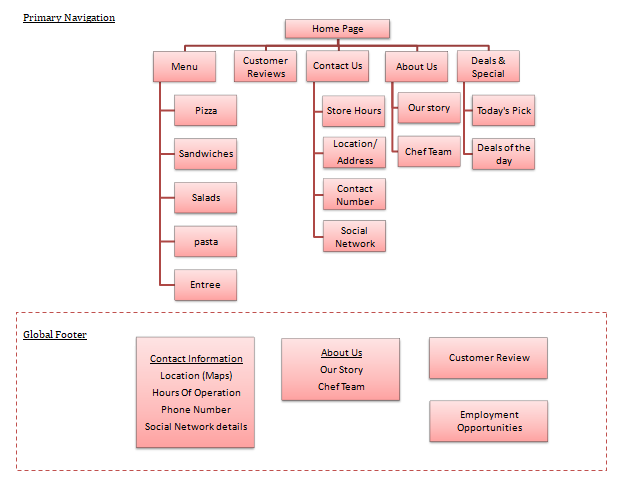 Primary Navigation
Home Page
Menu
Customer
Reviews
Contact Us
About Us
Deals &
Special
Pizza
Sandwiches
Salads
pasta
Entree
Store Hours
Location/
Address
Contact
Number
Social
Network
Our story
Chef Team
Today's Pick
Deals of the
day
Global Footer
Contact Information
Location (Maps)
Hours Of Operation
Phone Number
Social Network details
About Us
Our Story
Chef Team
Customer Review
Employment
Opportunities